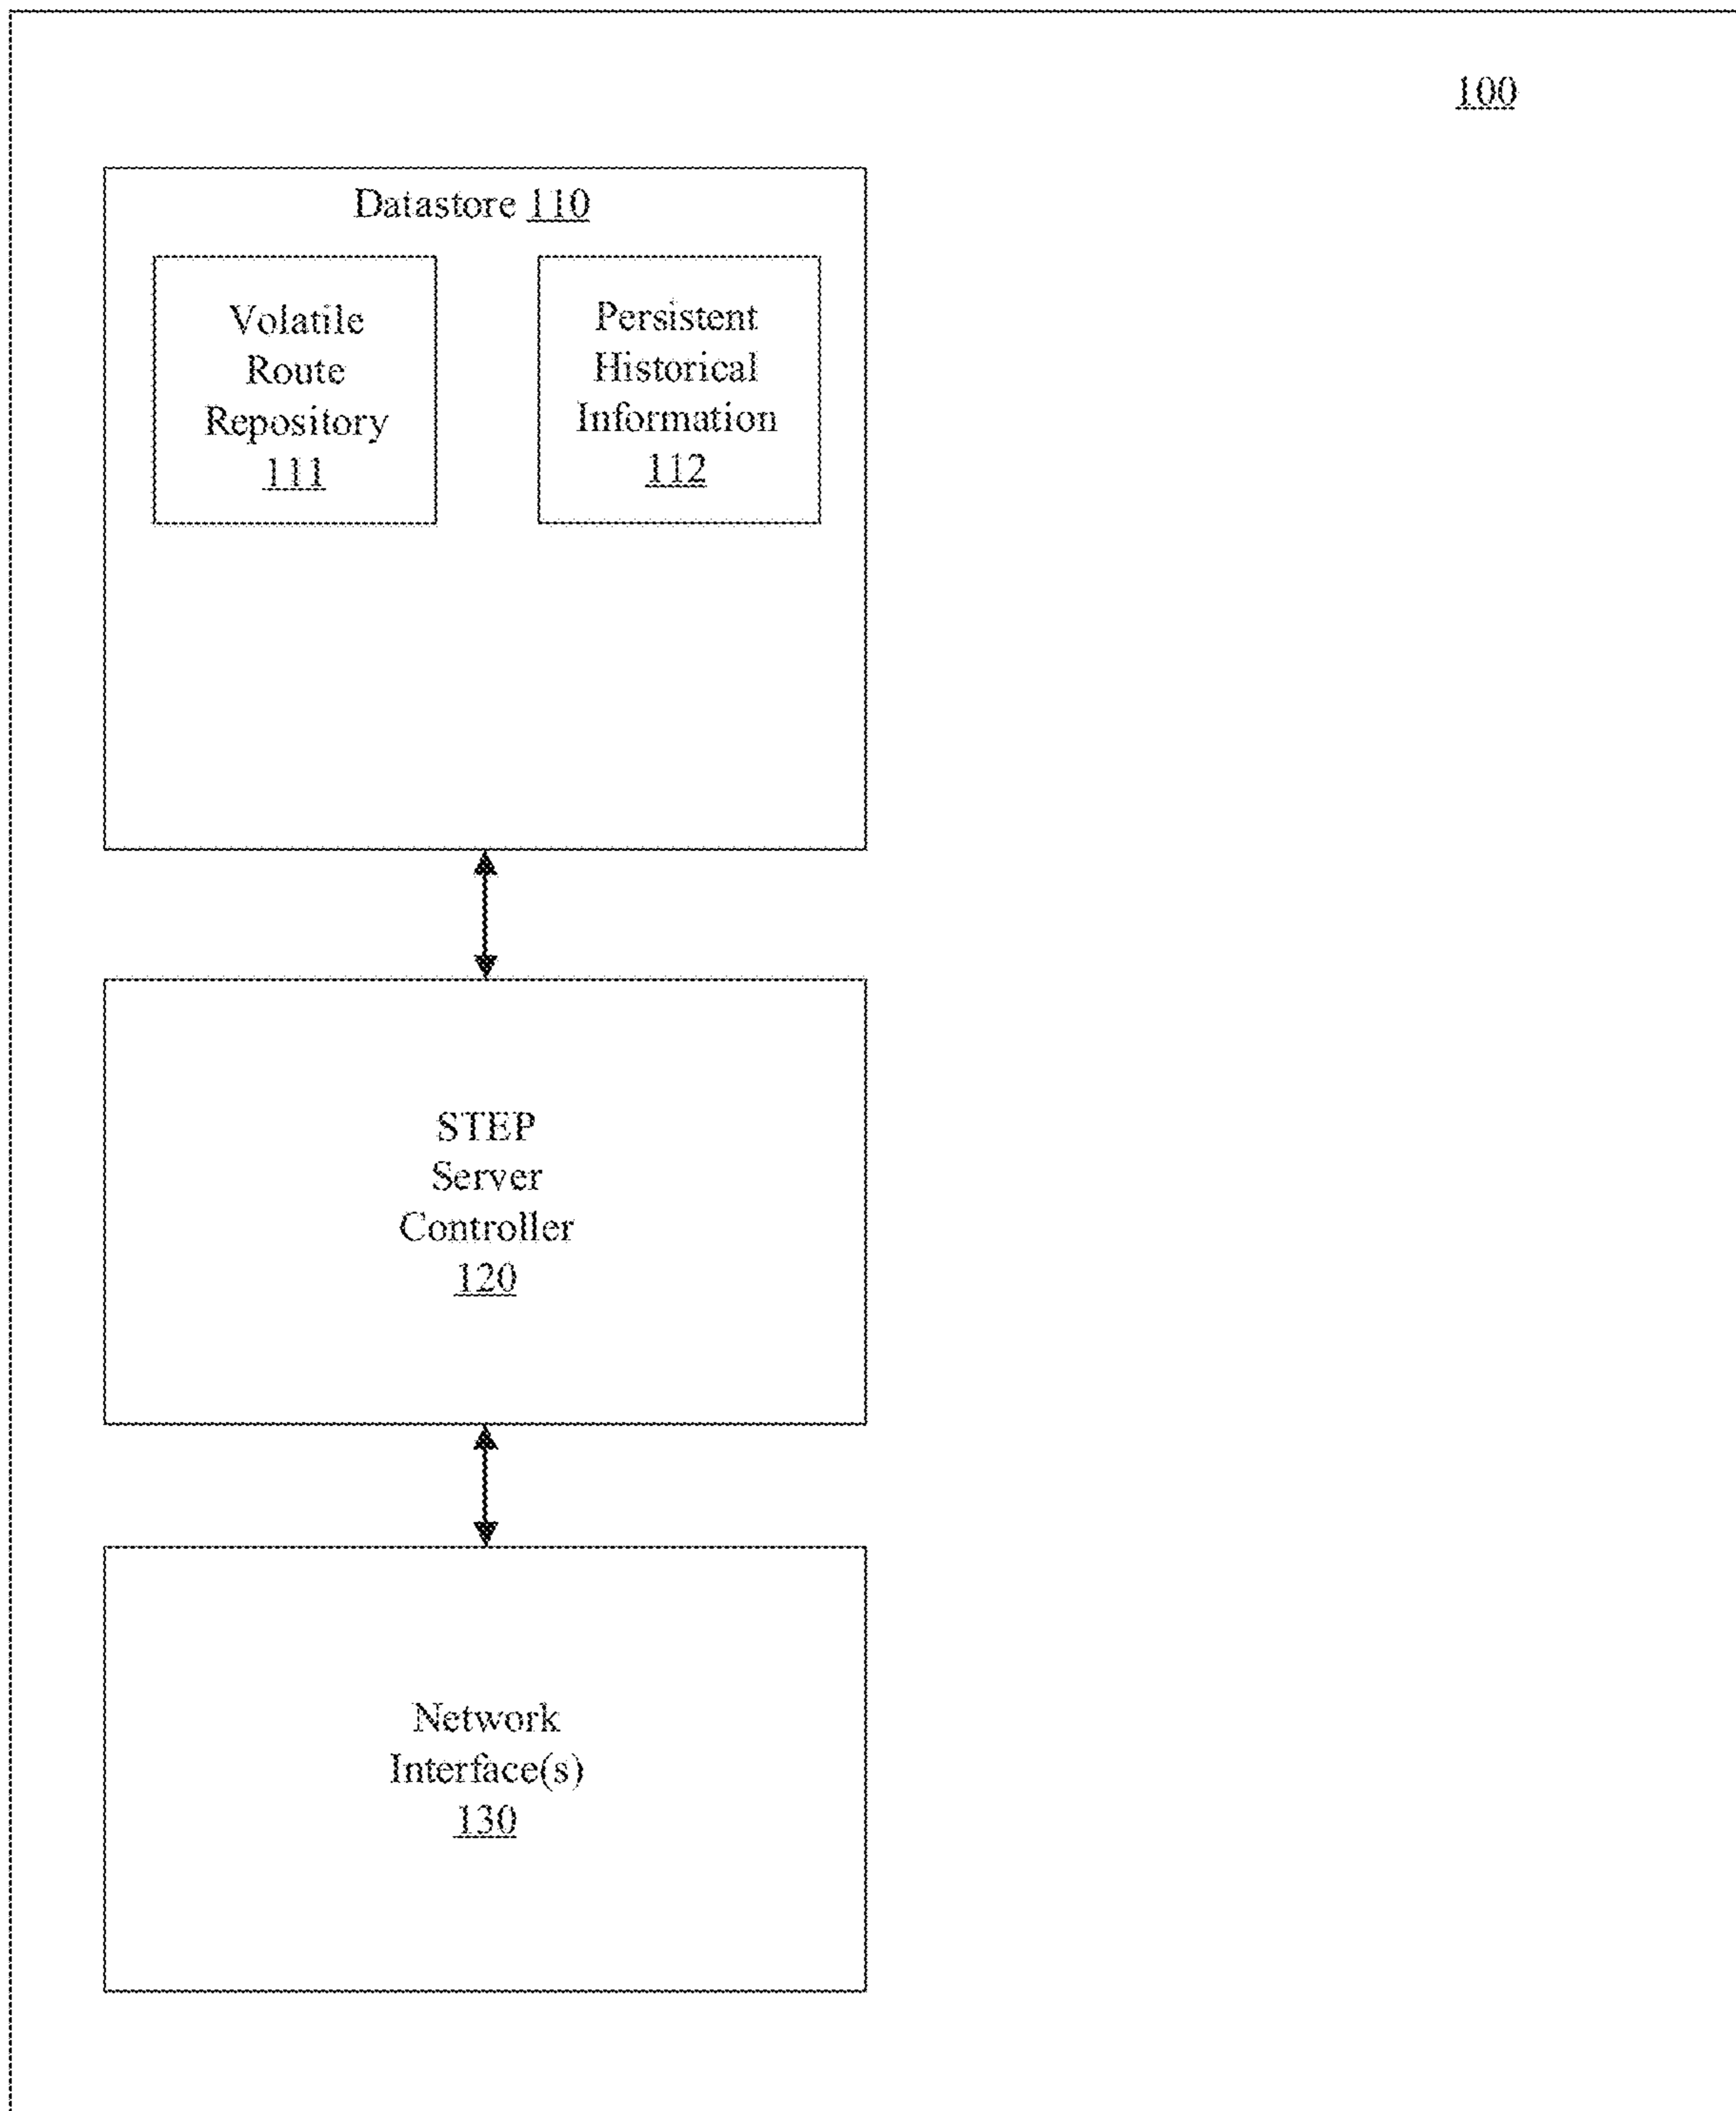 100
Datastore 110
Volatile
Route
Repository
111
Persistent
Historical
Information
112
STEP
Server
Controller
120
Network
Interface(s)
130